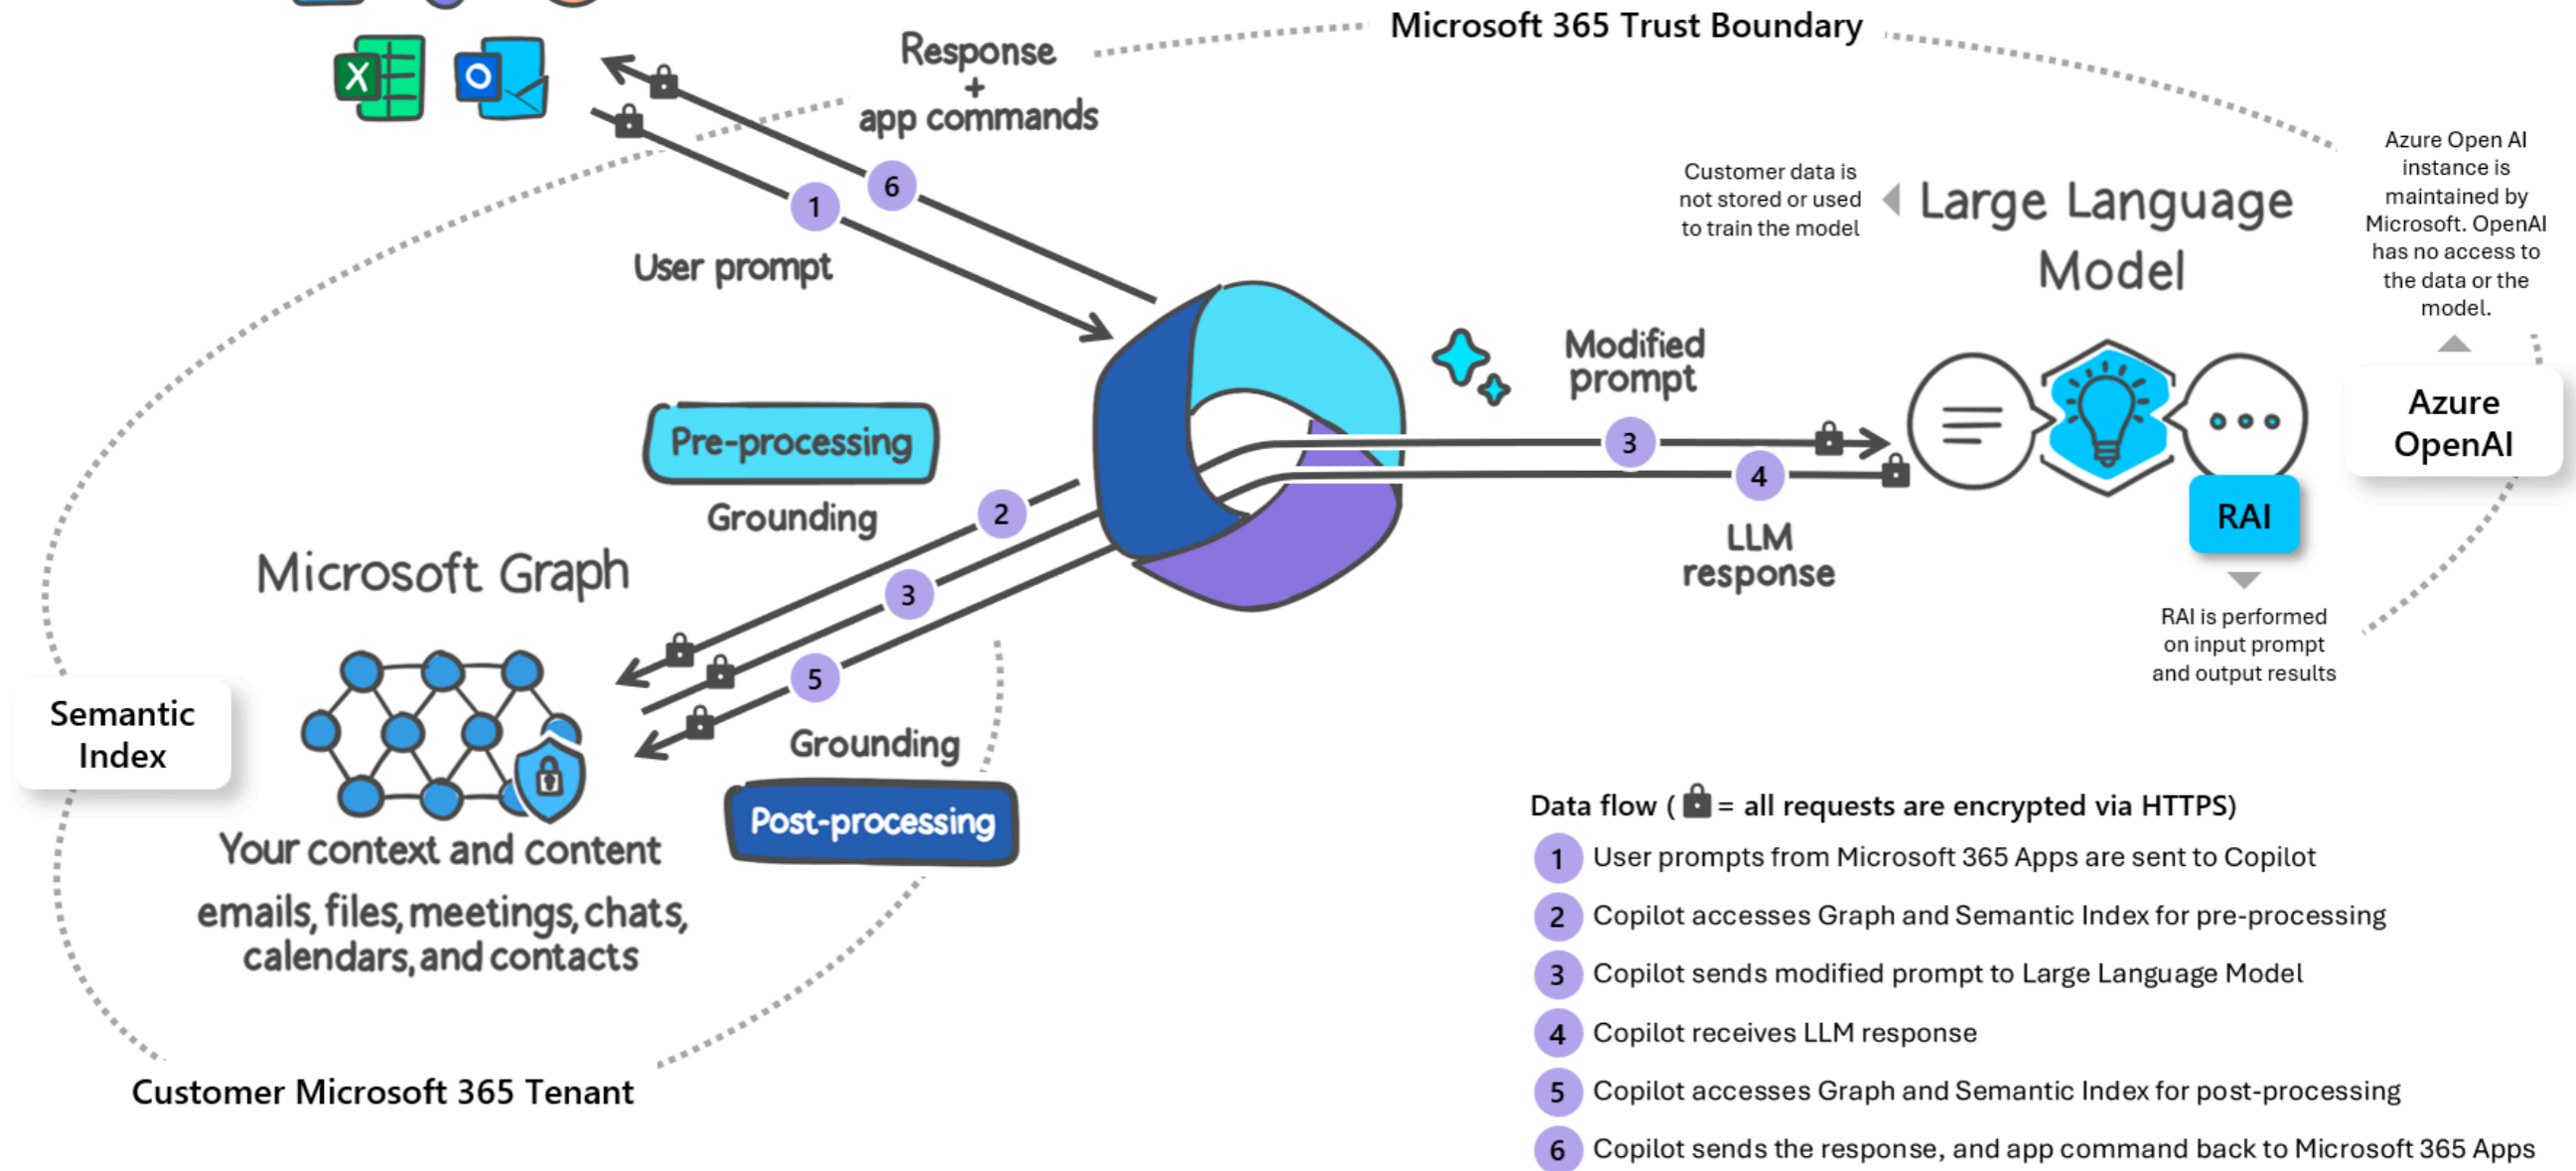 Microsoft 365 Trust Boundary
Response
+
app commands
X
O
6
1
User prompt
Customer data is
not stored or used
to train the model
Large Language
Model
Azure Open AI
instance is
maintained by
Microsoft. OpenAI
has no access to
the data or the
model.
Modified
prompt
Pre-processing
Grounding
3
4
Azure
OpenAI
RAI
LLM
response
RAI is performed
on input prompt
and output results
2
3
5
Microsoft Graph
Semantic
Index
Grounding
Post-processing
Your context and content
emails, files, meetings, chats,
calendars, and contacts
Customer Microsoft 365 Tenant
Data flow ( = all requests are encrypted via HTTPS)
1 User prompts from Microsoft 365 Apps are sent to Copilot
2 Copilot accesses Graph and Semantic Index for pre-processing
3 Copilot sends modified prompt to Large Language Model
4 Copilot receives LLM response
5 Copilot accesses Graph and Semantic Index for post-processing
6 Copilot sends the response, and app command back to Microsoft 365 Apps